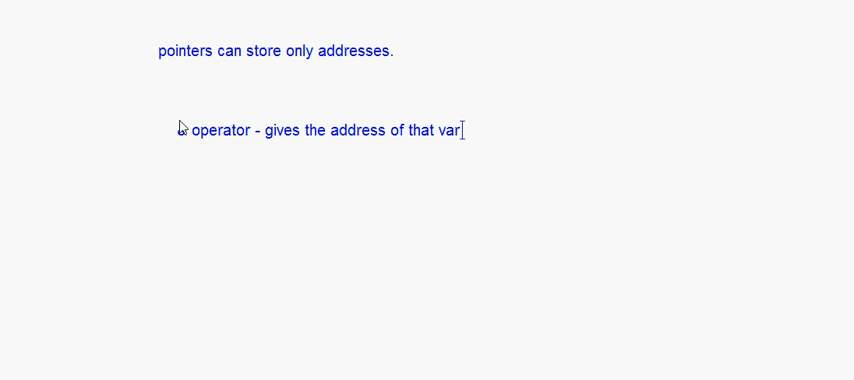 pointers can store only addresses.
& operator - gives the address of that var